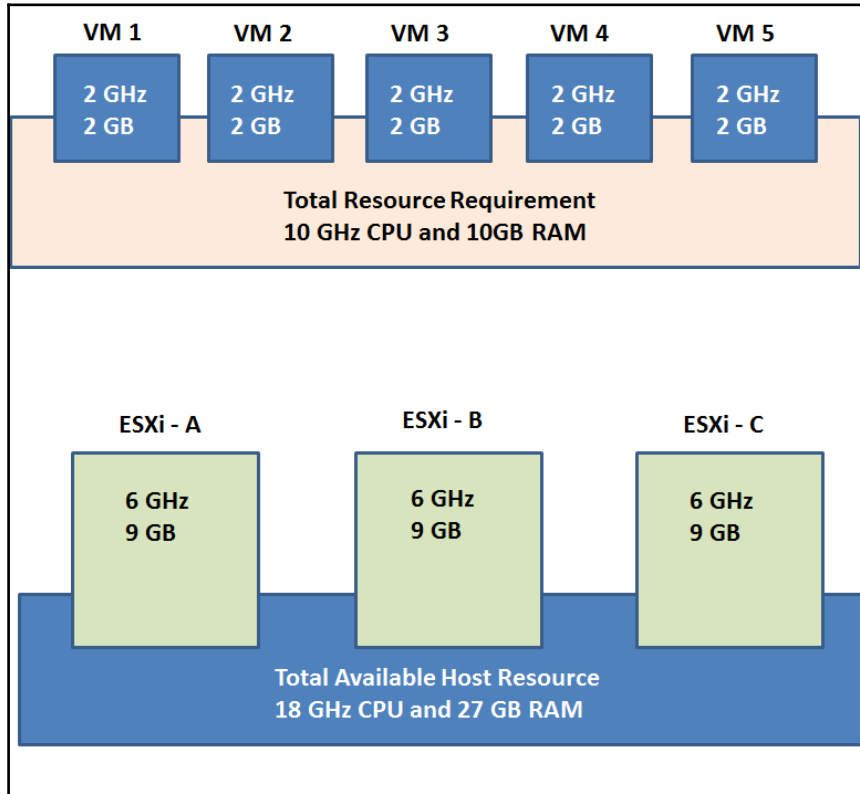 VM 1 VM 2 VM 3 VM 4 VM 5
2 GHz 2 GHz 2 GHz 2 GHz 2 GHz
2 GB 2 GB 2 GB 2 GB 2 GB
Total Resource Requirement
10 GHz CPU and 10GB RAM
ESXi - A ESXi - B ESXi - C
6 GHz 6 GHz 6 GHz
9 GB 9 GB 9 GB
Total Available Host Resource
18 GHz CPU and 27 GB RAM